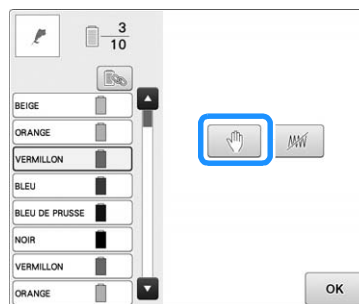 3
10
BEIGE
ORANGE
VERMILLON
BLEU
BLEU DE PRUSSE
NOIR
VERMILLON
ORANGE
OK